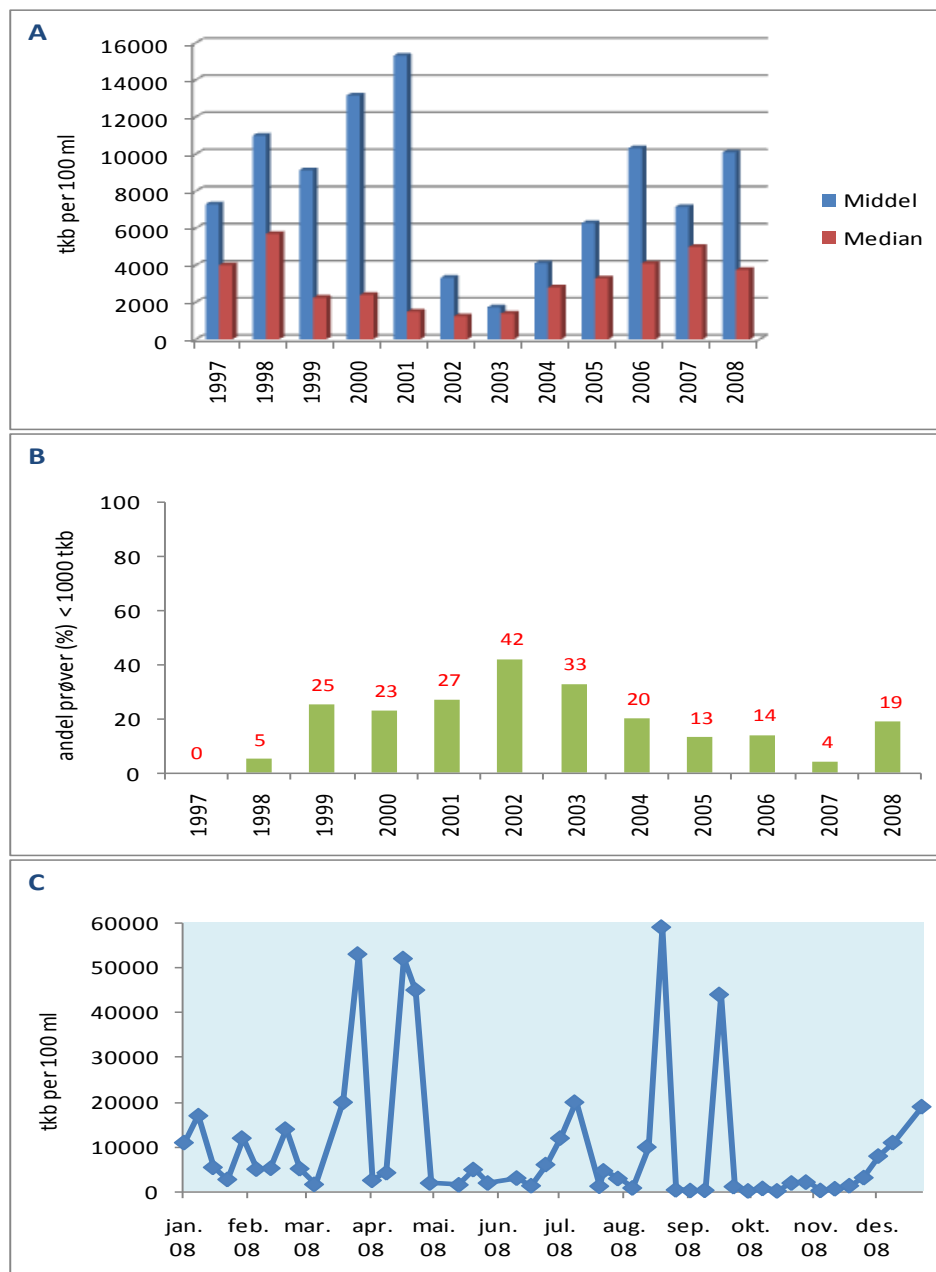 A
tkb per 100 ml
16000
14000
12000
10000
8000
6000
4000
2000
0
1997 1998 1999 2000 2001 2002 2003 2004 2005 2006 2007 2008
Middel
Median
B
andel prøver (%) < 1000 tkb
100
80
60
40
20
0
0 5 25 23 27 42 33 20 13 14 4 19
1997 1998 1999 2000 2001 2002 2003 2004 2005 2006 2007 2008
C
tkb per 100 ml
60000
50000
40000
30000
20000
10000
0
jan. feb. mar. apr. mai. jun. jul. aug. sep. okt. nov. des.
08 08 08 08 08 08 08 08 08 08 08 08